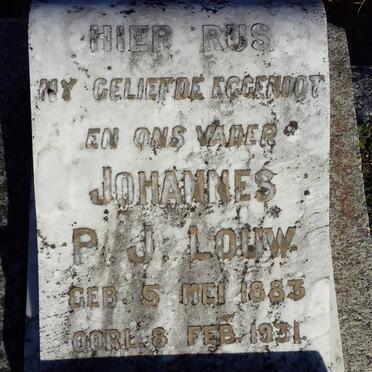 HIER RUS
MY GELIEFDE EGGENOOT
EN ONS VADER
JOHANNES
P. J. LOUW
GEB. 5 MEI 1883
OORL. 8 FEB. 1931